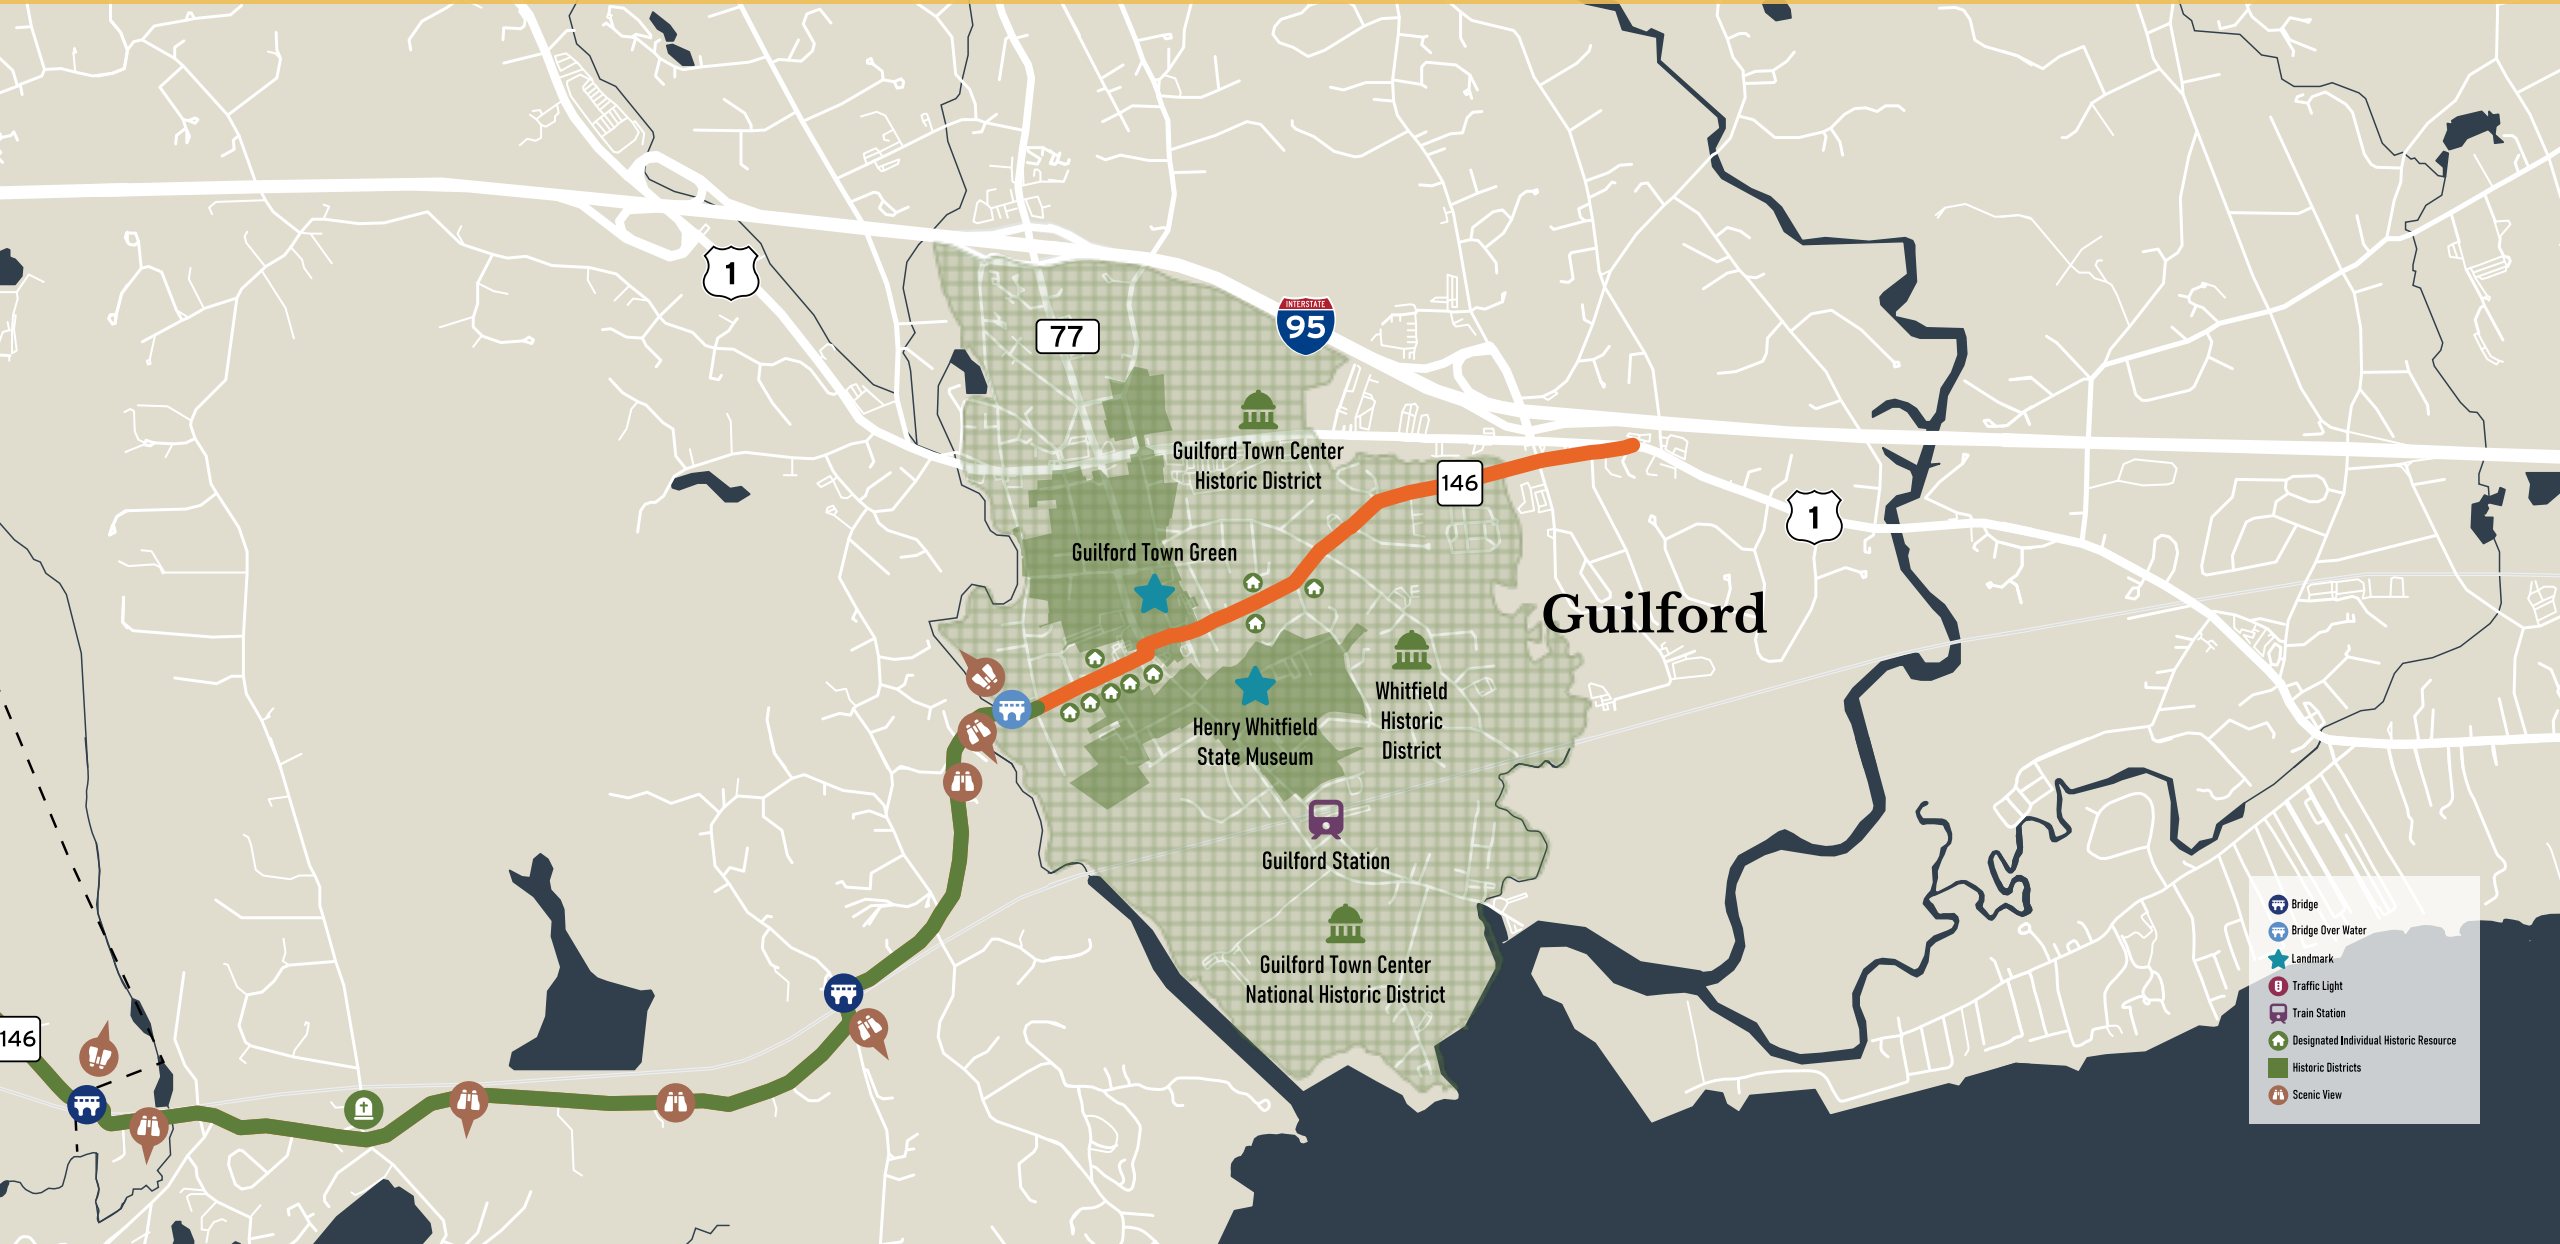 1
77
INTERSTATE
95
Guilford Town Center
Historic District
146
1
Guilford Town Green
Guilford
Whitfield
Historic
District
Henry Whitfield
State Museum
Guilford Station
Guilford Town Center
National Historic District
146
Bridge
Bridge Over Water
Landmark
Traffic Light
Train Station
Designated Individual Historic Resource
Historic Districts
Scenic View